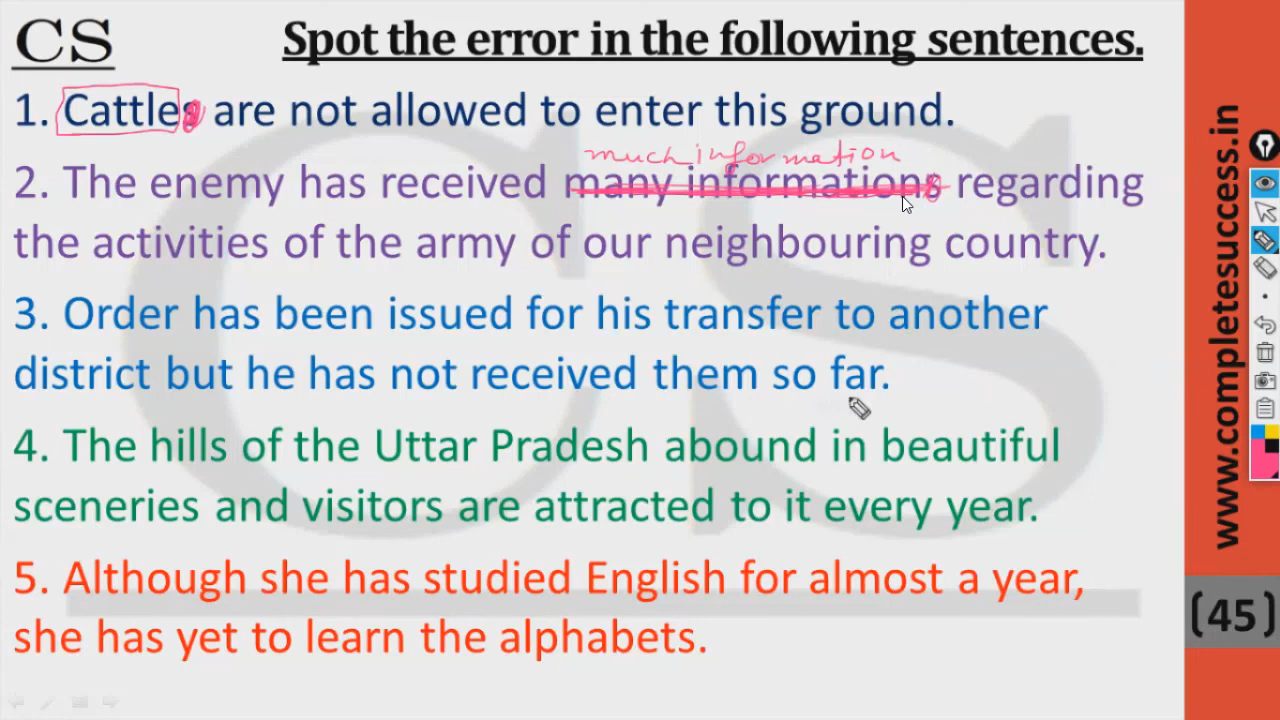 CS
Spot the error in the following sentences.
1. Cattles are not allowed to enter this ground.
much information
2. The enemy has received many informations regarding
the activities of the army of our neighbouring country.
3. Order has been issued for his transfer to another
district but he has not received them so far.
4. The hills of the Uttar Pradesh abound in beautiful
sceneries and visitors are attracted to it every year.
5. Although she has studied English for almost a year,
she has yet to learn the alphabets.
www.completesuccess.in
(45)